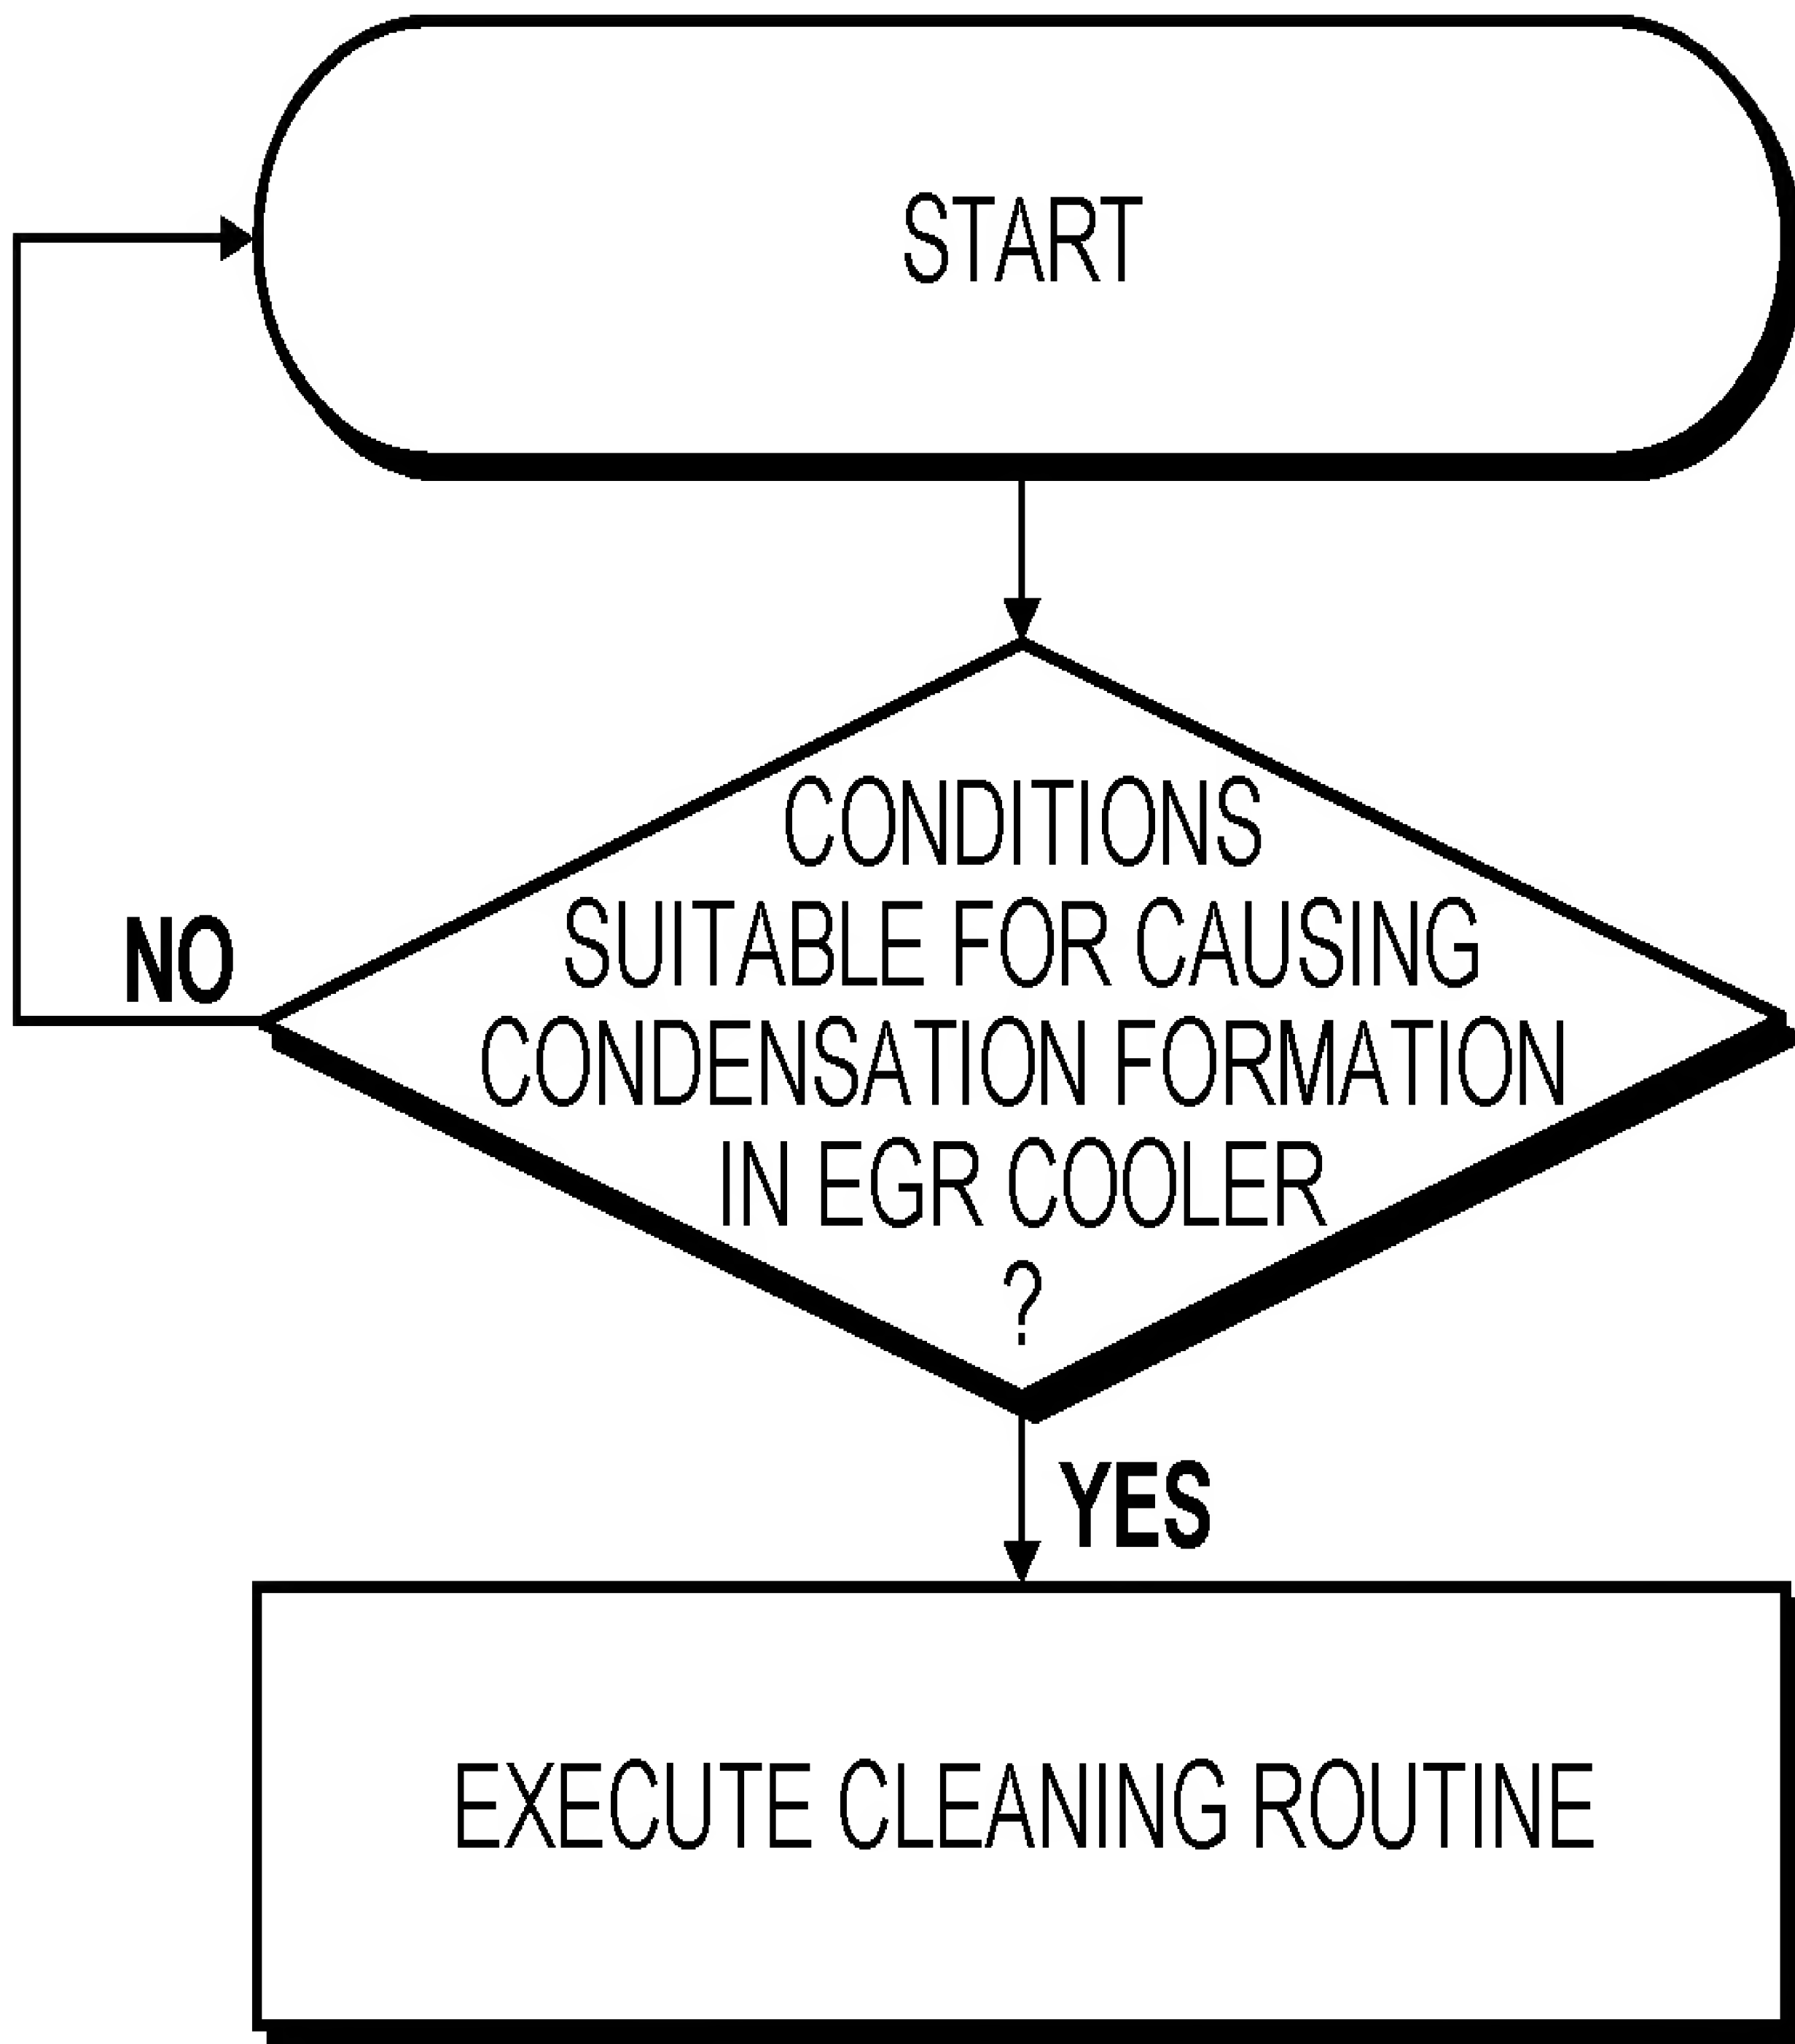 START
CONDITIONS
SUITABLE FOR CAUSING
NO
CONDENSATION FORMATION
IN EGR COOLER
?
YES
EXECUTE CLEANING ROUTINE